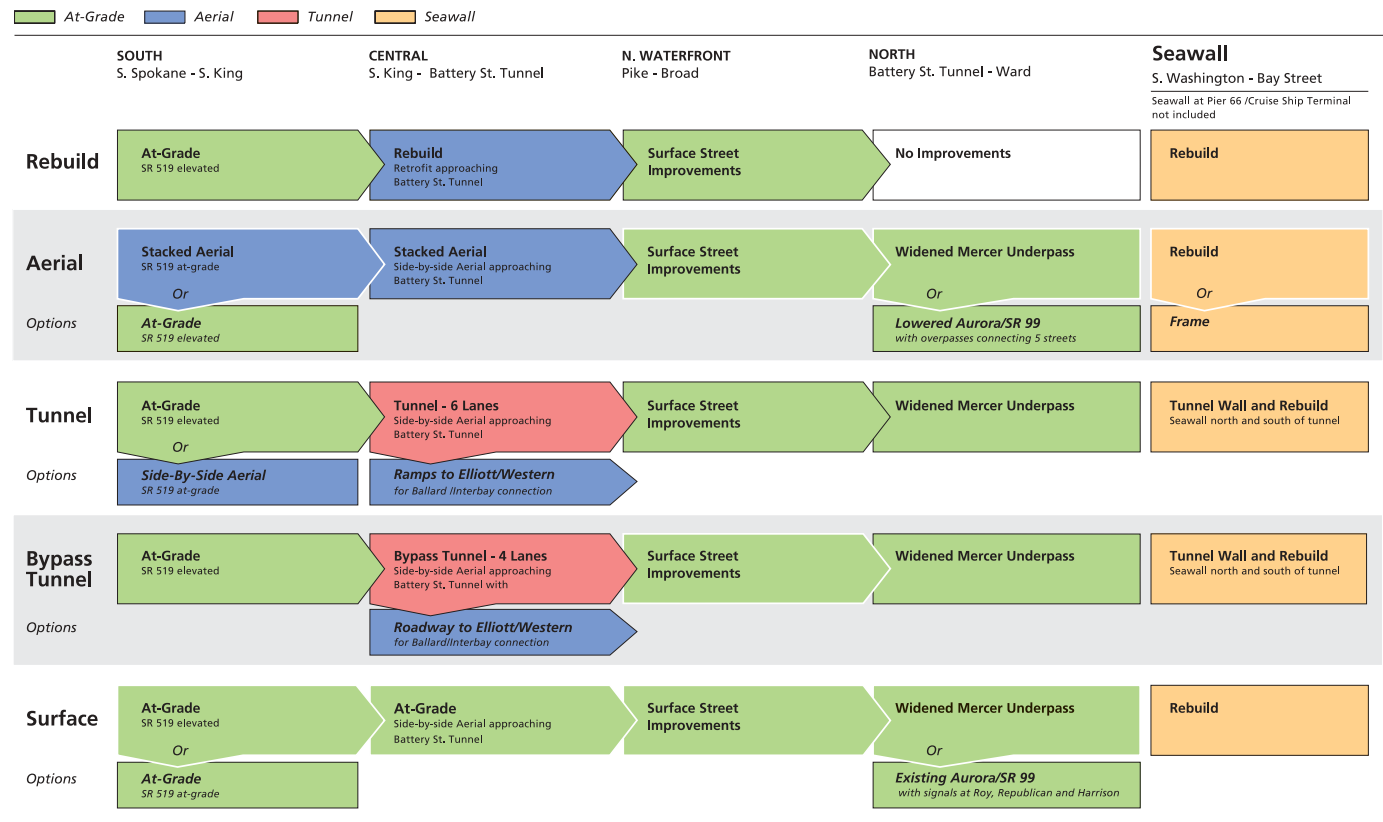 At-Grade
Aerial
Tunnel
Seawall
SOUTH
S. Spokane - S. King
CENTRAL
S. King - Battery St. Tunnel
N. WATERFRONT
Pike - Broad
NORTH
Battery St. Tunnel - Ward
Seawall
S. Washington - Bay Street
Seawall at Pier 66 /Cruise Ship Terminal
not included
Rebuild
At-Grade
SR 519 elevated
Rebuild
Retrofit approaching
Battery St. Tunnel
Surface Street
Improvements
No Improvements
Rebuild
Aerial
Stacked Aerial
SR 519 at-grade
Or
Stacked Aerial
Side-by-side Aerial approaching
Battery St. Tunnel
Surface Street
Improvements
Widened Mercer Underpass
Or
Rebuild
Or
Options
At-Grade
SR 519 elevated
Lowered Aurora/SR 99
with overpasses connecting 5 streets
Frame
Tunnel
At-Grade
SR 519 elevated
Or
Tunnel - 6 Lanes
Side-by-side Aerial approaching
Battery St. Tunnel
Surface Street
Improvements
Widened Mercer Underpass
Tunnel Wall and Rebuild
Seawall north and south of tunnel
Options
Side-By-Side Aerial
SR 519 at-grade
Ramps to Elliott/Western
for Ballard /Interbay connection
Bypass
Tunnel
At-Grade
SR 519 elevated
Bypass Tunnel - 4 Lanes
Side-by-side Aerial approaching
Battery St. Tunnel with
Surface Street
Improvements
Widened Mercer Underpass
Tunnel Wall and Rebuild
Seawall north and south of tunnel
Options
Roadway to Elliott/Western
for Ballard/Interbay connection
Surface
At-Grade
SR 519 elevated
Or
At-Grade
Side-by-side Aerial approaching
Battery St. Tunnel
Surface Street
Improvements
Widened Mercer Underpass
Or
Rebuild
Options
At-Grade
SR 519 at-grade
Existing Aurora/SR 99
with signals at Roy, Republican and Harrison